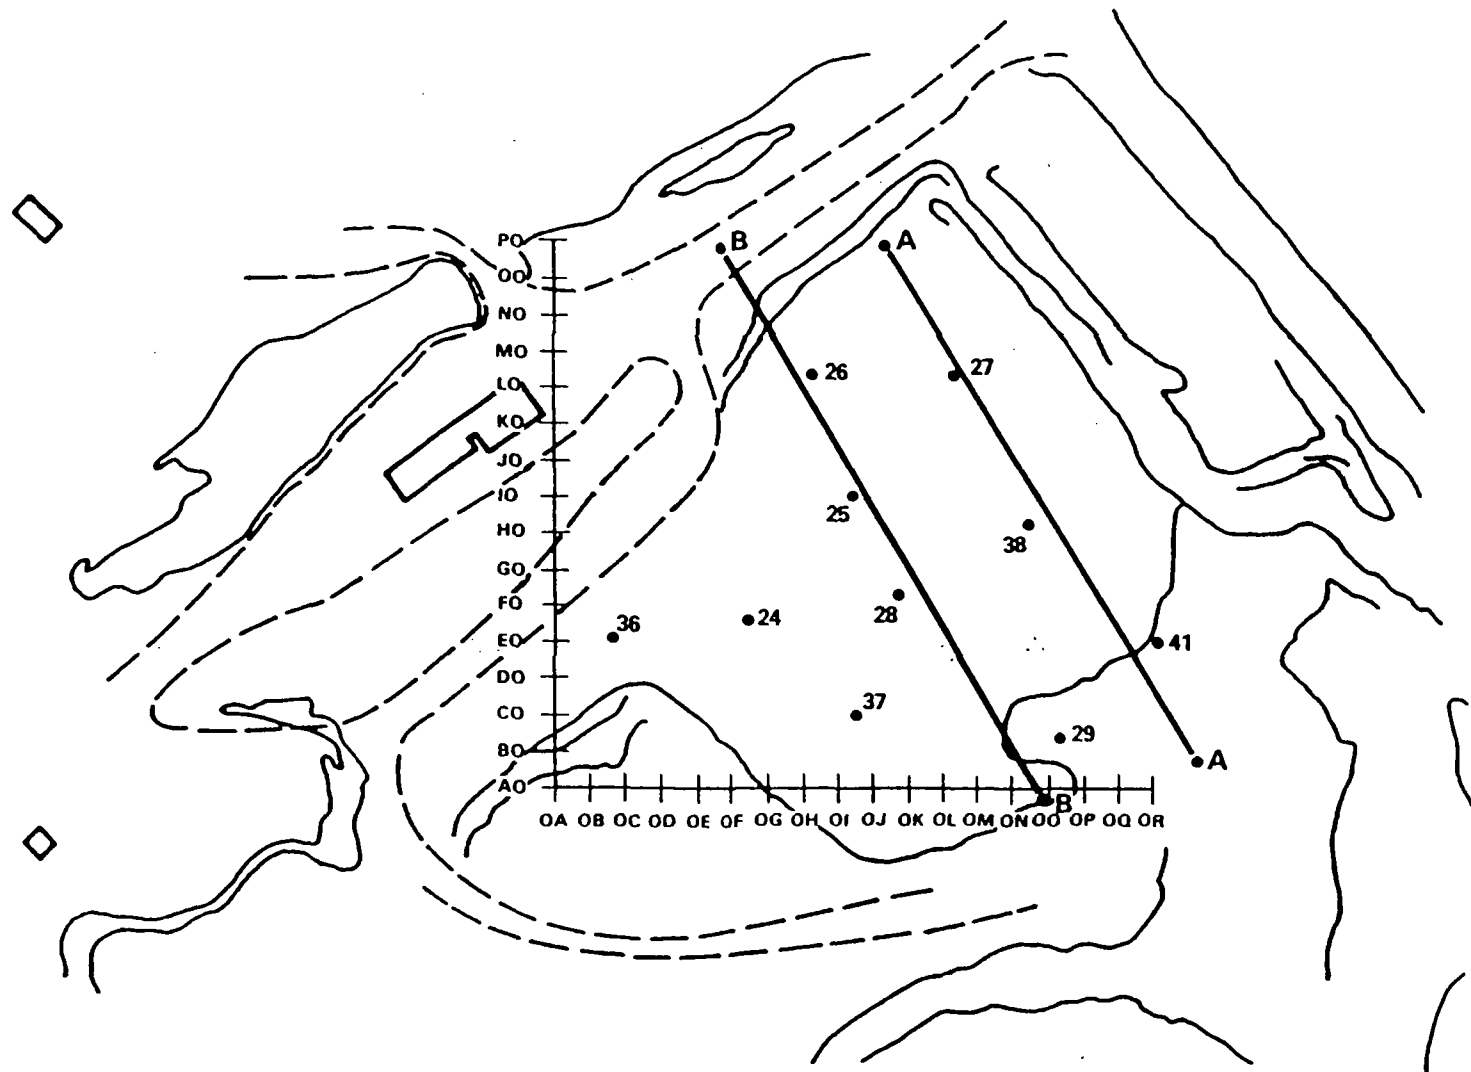 PO
B
A
OO
NO
MO
26
27
LO
KO
JO
IO
25
HO
38
GO
FO
28
24
36
EO
41
DO
37
CO
29
BO
A
AO
B
OA OB OC OD OE OF OG OH OI OJ OK OL OM ON OO OP OQ OR